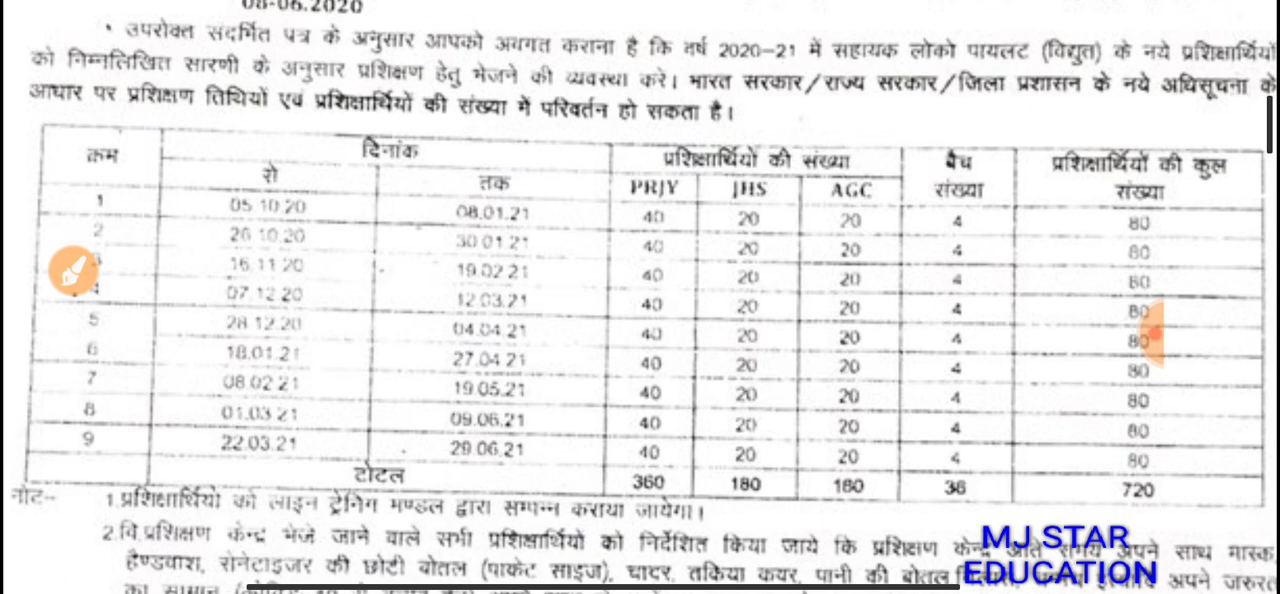 08-06.2020
• उपरोक्त संदर्भित पत्र के अनुसार आपको अवगत कराना है कि वर्ष 2020-21 में सहायक लोको पायलट (विद्युत) के नये प्रशिक्षार्थियों
को निम्नलिखित सारणी के अनुसार प्रशिक्षण हेतु भेजने की व्यवस्था करे। भारत सरकार/राज्य सरकार/जिला प्रशासन के नये अधिसूचना के
आधार पर प्रशिक्षण तिथियों एवं प्रशिक्षार्थियों की संख्या में परिवर्तन हो सकता है।
क्रम दिनांक प्रशिक्षार्थियों की संख्या बैच संख्या प्रशिक्षार्थियों की कुल संख्या
से तक PRJY JHS AGC
1 05.10.20 08.01.21 40 20 20 4 80
2 26.10.20 30.01.21 40 20 20 4 80
3 16.11.20 19.02.21 40 20 20 4 80
4 07.12.20 12.03.21 40 20 20 4 80
5 28.12.20 04.04.21 40 20 20 4 80
6 18.01.21 27.04.21 40 20 20 4 80
7 08.02.21 19.05.21 40 20 20 4 80
8 01.03.21 09.06.21 40 20 20 4 80
9 22.03.21 29.06.21 40 20 20 4 80
टोटल 360 180 180 36 720
नोट-- 1.प्रशिक्षार्थियो को लाइन ट्रेनिग मण्डल द्वारा सम्पन्न कराया जायेगा।
2.वि.प्रशिक्षण केन्द्र भेजे जाने वाले सभी प्रशिक्षार्थियों को निर्देशित किया जाये कि प्रशिक्षण केन्द्र आते समय अपने साथ मास्क,
हैण्डवाश, सेनेटाइजर की छोटी बोतल (पाकेट साइज), चादर, तकिया कवर, पानी की बोतल इत्यादि अपने जरुरत
का सामान
MJ STAR
EDUCATION